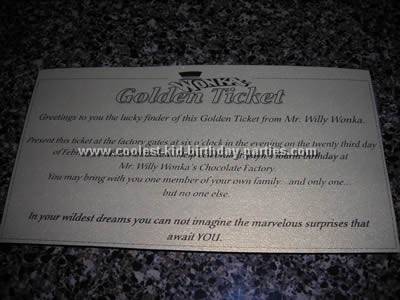 WONKA'S
Golden Ticket
Greetings to you the lucky finder of this Golden Ticket from Mr. Willy Wonka.
Present this ticket at the factory gates at six o'clock in the evening on the twenty third day
www.coolest-kid-birthday-parties.com
of birthday at
Mr. Willy Wonka's Chocolate Factory.
You may bring with you one member of your own family...and only one...
but no one else.
In your wildest dreams you can not imagine the marvelous surprises that
await YOU.